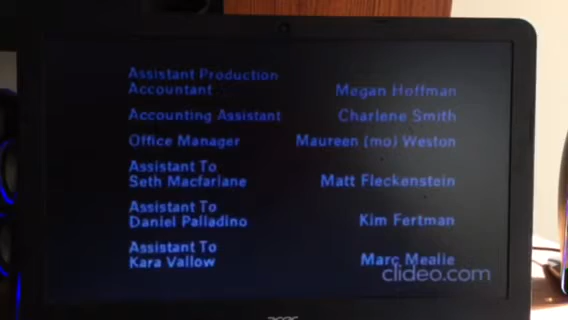 Assistant Production
Accountant Megan Hoffman
Accounting Assistant Charlene Smith
Office Manager Maureen (mo) Weston
Assistant To
Seth Macfarlane Matt Fleckenstein
Assistant To
Daniel Palladino Kim Fertman
Assistant To
Kara Vallow Marc Mealie
clideo.com
acer